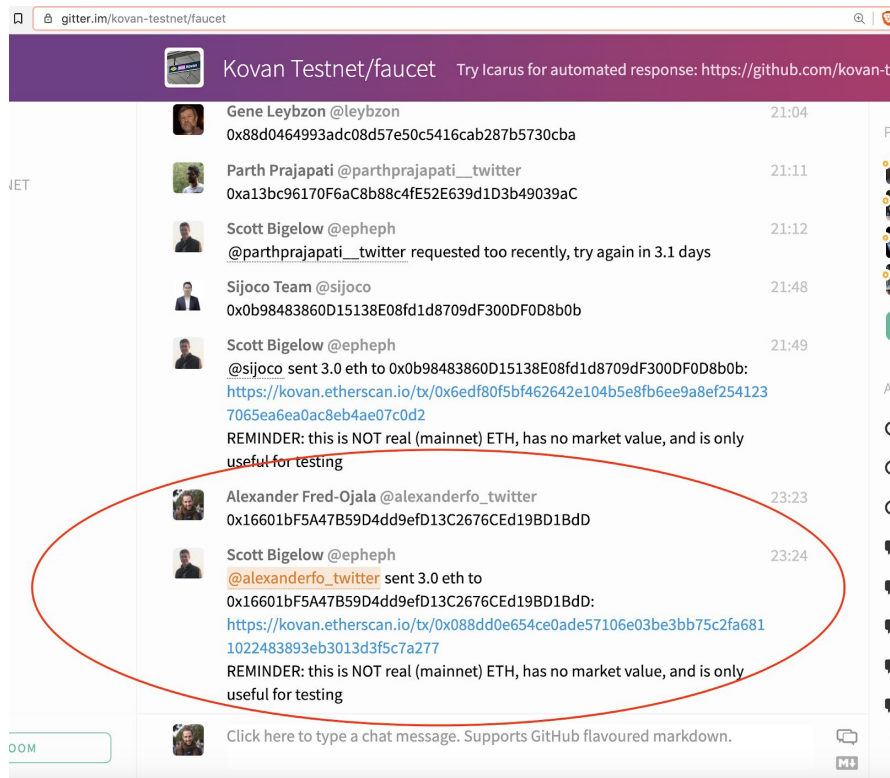 gitter.im/kovan-testnet/faucet
Kovan Testnet/faucet Try Icarus for automated response: https://github.com/kovan-t
Gene Leybzon @leybzon 21:04
0x88d0464993adc08d57e50c5416cab287b5730cba
NET
Parth Prajapati @parthprajapati__twitter 21:11
0xa13bc96170F6aC8b88c4fE52E639d1D3b49039aC
Scott Bigelow @epheph 21:12
@parthprajapati__twitter requested too recently, try again in 3.1 days
Sijoco Team @sijoco 21:48
0x0b98483860D15138E08fd1d8709dF300DF0D8b0b
Scott Bigelow @epheph 21:49
@sijoco sent 3.0 eth to 0x0b98483860D15138E08fd1d8709dF300DF0D8b0b:
https://kovan.etherscan.io/tx/0x6edf80f5bf462642e104b5e8fb6ee9a8ef254123
7065ea6ea0ac8eb4ae07c0d2
REMINDER: this is NOT real (mainnet) ETH, has no market value, and is only
useful for testing
Alexander Fred-Ojala @alexanderfo_twitter 23:23
0x16601bF5A47B59D4dd9efD13C2676CEd19BD1BdD
Scott Bigelow @epheph 23:24
@alexanderfo_twitter sent 3.0 eth to
0x16601bF5A47B59D4dd9efD13C2676CEd19BD1BdD:
https://kovan.etherscan.io/tx/0x088dd0e654ce0ade57106e03be3bb75c2fa681
1022483893eb3013d3f5c7a277
REMINDER: this is NOT real (mainnet) ETH, has no market value, and is only
useful for testing
OOM
Click here to type a chat message. Supports GitHub flavoured markdown.